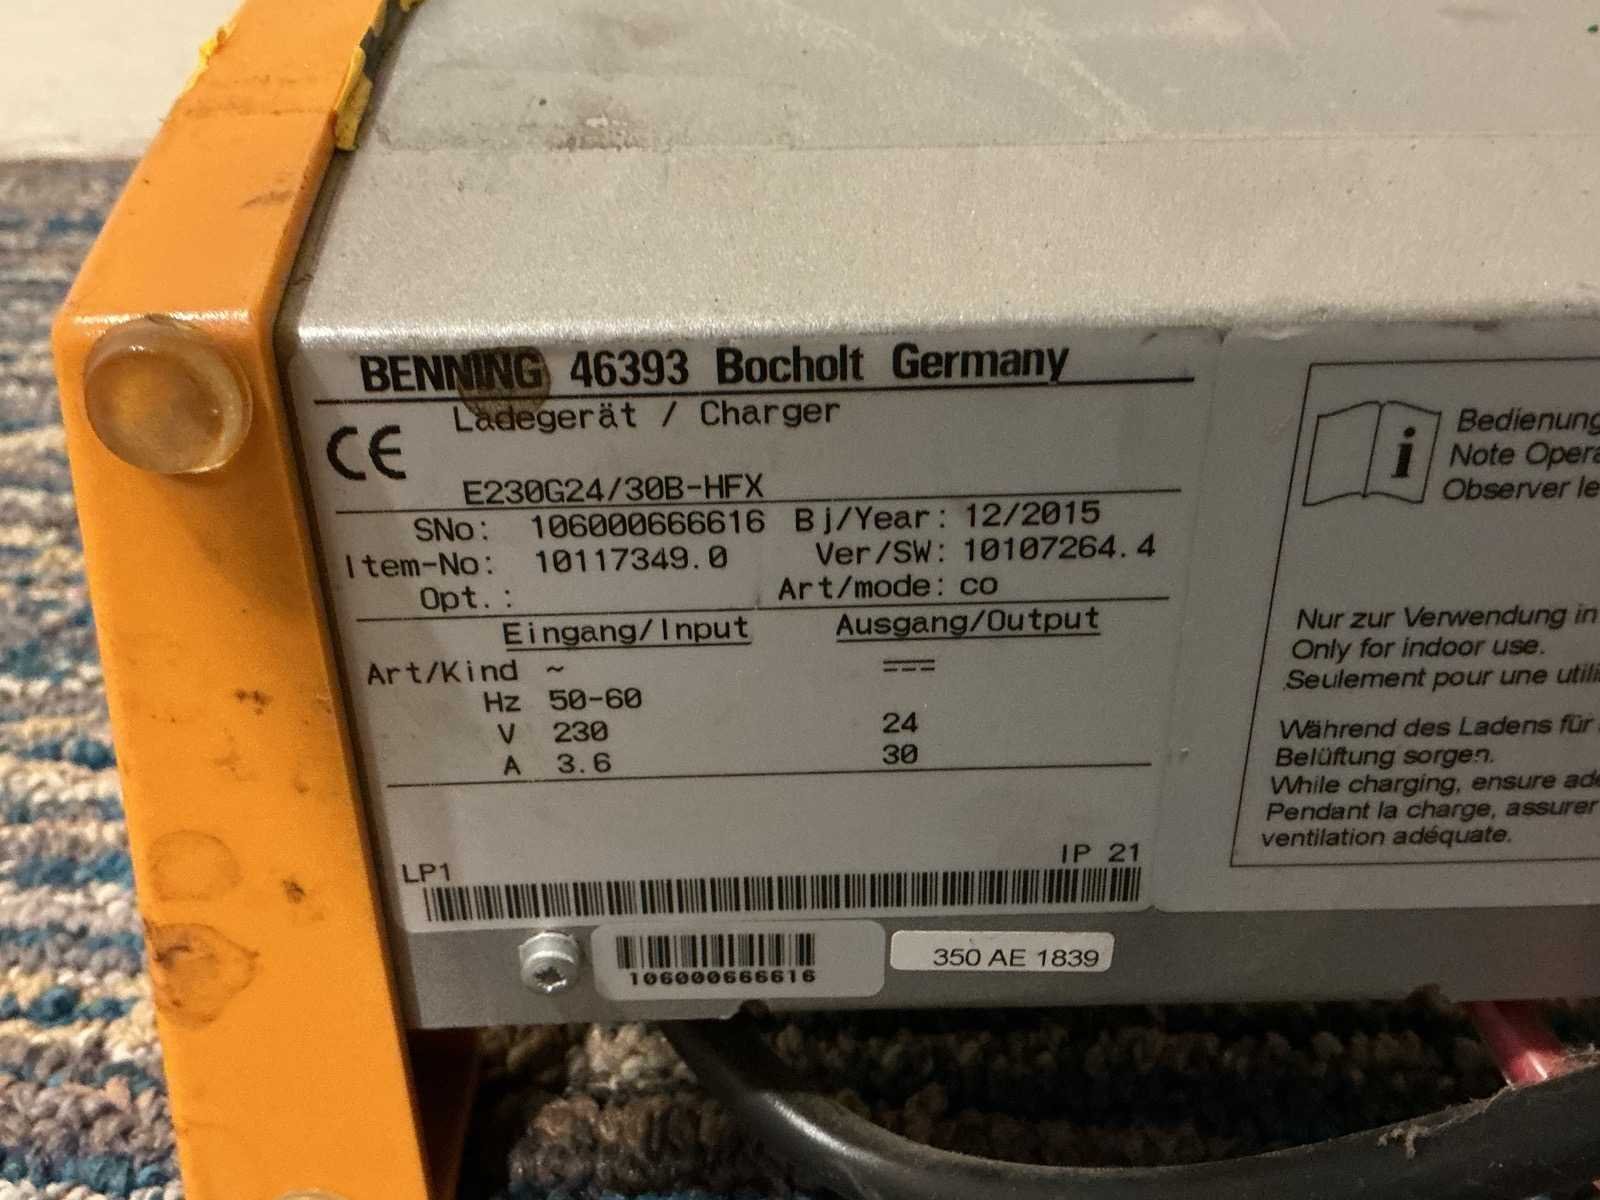 BENNING 46393 Bocholt Germany
Ladegerät / Charger
CE
E230G24/30B-HFX
SNo: 106000666616 Bj/Year: 12/2015
Item-No: 10117349.0 Ver/SW: 10107264.4
Opt.: Art/mode: co
Eingang/Input Ausgang/Output
Art/Kind ~ ⎓
Hz 50-60
V 230 24
A 3.6 30
LP1 IP 21
106000666616
350 AE 1839
i
Bedienung
Note Opera
Observer le
Nur zur Verwendung in
Only for indoor use.
Seulement pour une utili
Während des Ladens für
Belüftung sorgen.
While charging, ensure ade
Pendant la charge, assurer
ventilation adéquate.